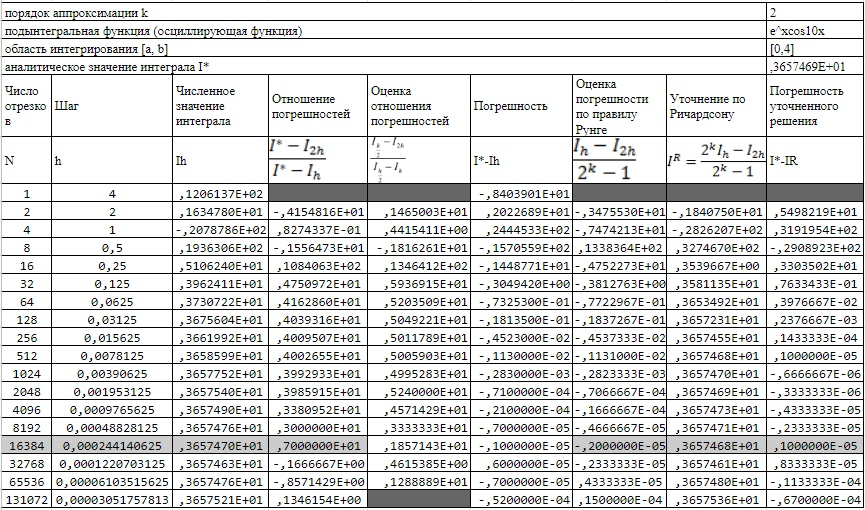 порядок аппроксимации k 2
подынтегральная функция (осциллирующая функция) e^xcos10x
область интегрирования [a, b] [0,4]
аналитическое значение интеграла I* ,3657469E+01
Число отрезков Шаг Численное значение интеграла Отношение погрешностей Оценка отношения погрешностей Погрешность Оценка погрешности по правилу Рунге Уточнение по Ричардсону Погрешность уточненного решения
N h Ih (I* − I_2h)/(I* − I_h) (I_h/2 − I_2h)/(I_h/2 − I_h) I*-Ih (I_h − I_2h)/(2^k − 1) I^R = (2^k I_h − I_2h)/(2^k − 1) I*-IR
1 4 ,1206137E+02 -,8403901E+01
2 2 ,1634780E+01 -,4154816E+01 ,1465003E+01 ,2022689E+01 -,3475530E+01 -,1840750E+01 ,5498219E+01
4 1 -,2078786E+02 ,8274337E-01 ,4415411E+00 ,2444533E+02 -,7474213E+01 -,2826207E+02 ,3191954E+02
8 0,5 ,1936306E+02 -,1556473E+01 -,1816261E+01 -,1570559E+02 ,1338364E+02 ,3274670E+02 -,2908923E+02
16 0,25 ,5106240E+01 ,1084063E+02 ,1346412E+02 -,1448771E+01 -,4752273E+01 ,3539667E+00 ,3303502E+01
32 0,125 ,3962411E+01 ,4750972E+01 ,5936915E+01 -,3049420E+00 -,3812763E+00 ,3581135E+01 ,7633433E-01
64 0,0625 ,3730722E+01 ,4162860E+01 ,5203509E+01 -,7325300E-01 -,7722967E-01 ,3653492E+01 ,3976667E-02
128 0,03125 ,3675604E+01 ,4039316E+01 ,5049221E+01 -,1813500E-01 -,1837267E-01 ,3657231E+01 ,2376667E-03
256 0,015625 ,3661992E+01 ,4009507E+01 ,5011789E+01 -,4523000E-02 -,4537333E-02 ,3657455E+01 ,1433333E-04
512 0,0078125 ,3658599E+01 ,4002655E+01 ,5005903E+01 -,1130000E-02 -,1131000E-02 ,3657468E+01 ,1000000E-05
1024 0,00390625 ,3657752E+01 ,3992933E+01 ,4995283E+01 -,2830000E-03 -,2823333E-03 ,3657470E+01 -,6666667E-06
2048 0,001953125 ,3657540E+01 ,3985915E+01 ,5240000E+01 -,7100000E-04 -,7066667E-04 ,3657469E+01 -,3333333E-06
4096 0,0009765625 ,3657490E+01 ,3380952E+01 ,4571429E+01 -,2100000E-04 -,1666667E-04 ,3657473E+01 -,4333333E-05
8192 0,00048828125 ,3657476E+01 ,3000000E+01 ,3333333E+01 -,7000000E-05 -,4666667E-05 ,3657471E+01 -,2333333E-05
16384 0,000244140625 ,3657470E+01 ,7000000E+01 ,1857143E+01 -,1000000E-05 -,2000000E-05 ,3657468E+01 ,1000000E-05
32768 0,0001220703125 ,3657463E+01 -,1666667E+00 ,4615385E+00 ,6000000E-05 -,2333333E-05 ,3657461E+01 ,8333333E-05
65536 0,00006103515625 ,3657476E+01 -,8571429E+00 ,1288889E+01 -,7000000E-05 ,4333333E-05 ,3657480E+01 -,1133333E-04
131072 0,00003051757813 ,3657521E+01 ,1346154E+00 -,5200000E-04 ,1500000E-04 ,3657536E+01 -,6700000E-04